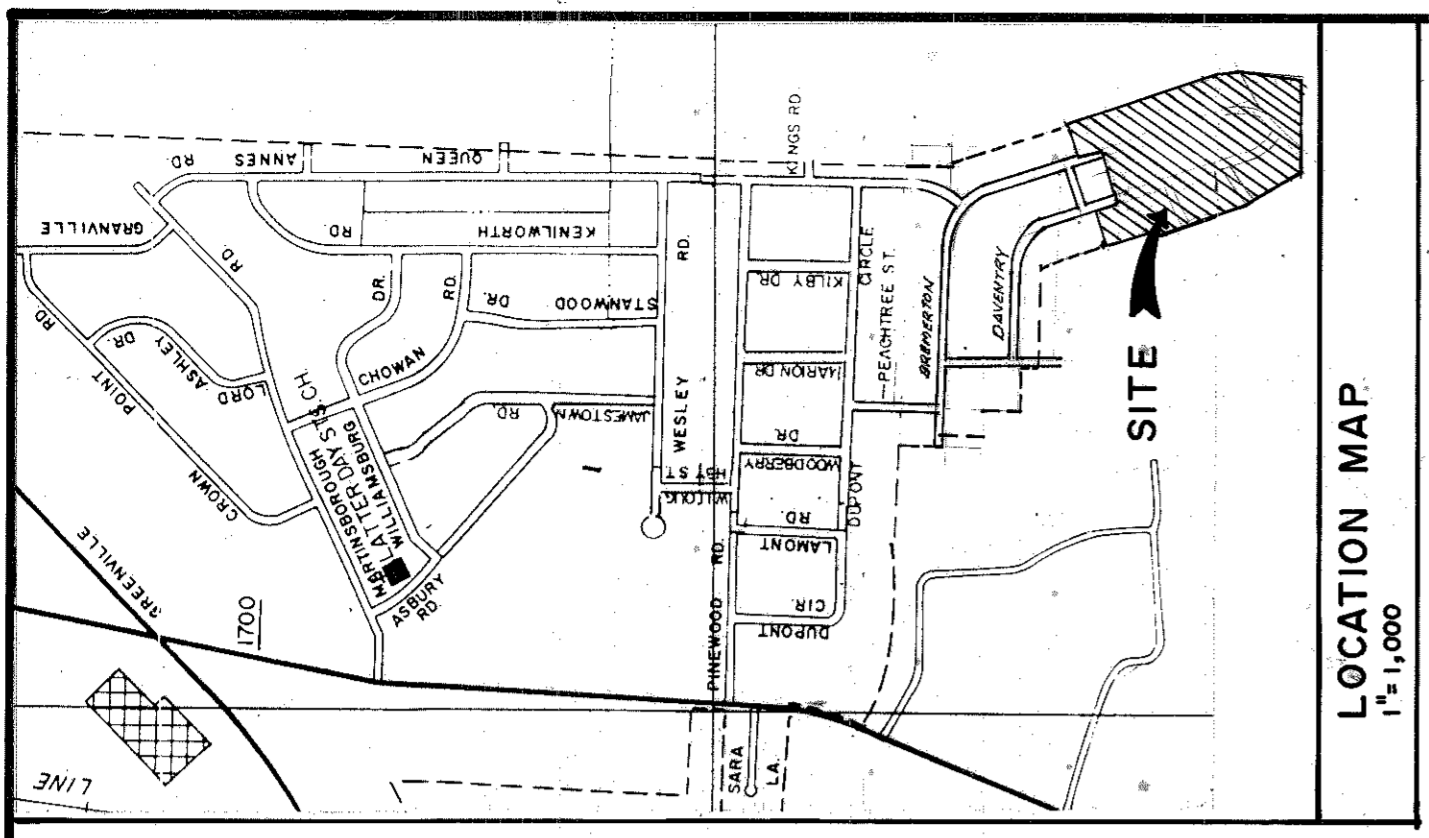 RD. ANNES QUEEN
KINGS RD.
GRANVILLE
RD.
KENILWORTH
RD.
RD.
KILBY DR.
CIRCLE
PEACHTREE ST.
BREMERTON
DAVENTRY
DR.
RD.
DR. STANWOOD
RD
POINT
CROWN
DR.
ASHLEY
LORD
CHOWAN
MARTINSBOROUGH
LATTER DAY STS. CH.
WILLIAMSBURG
RD. JAMESTOWN
WESLEY
MARION DR.
DR.
WOODBERRY
DUPONT
SITE
ASBURY
RD.
RD.
LAMONT
CIR.
DUPONT
PINEWOOD RD.
GREENVILLE
1700
SARA
LA.
LINE
LOCATION MAP
1"= 1,000